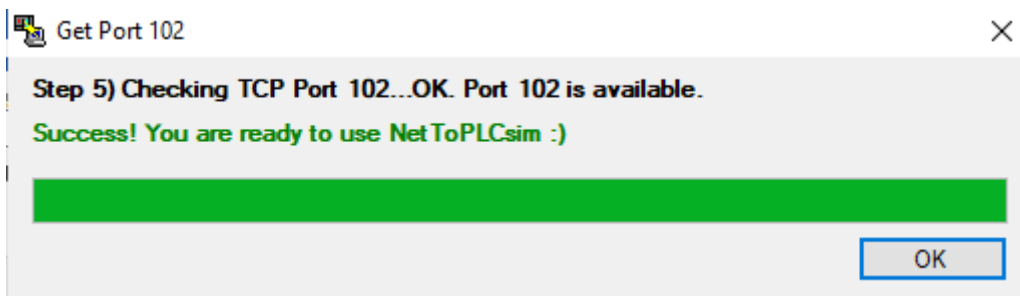 Get Port 102
Step 5) Checking TCP Port 102...OK. Port 102 is available.
Success! You are ready to use NetToPLCsim :)
OK